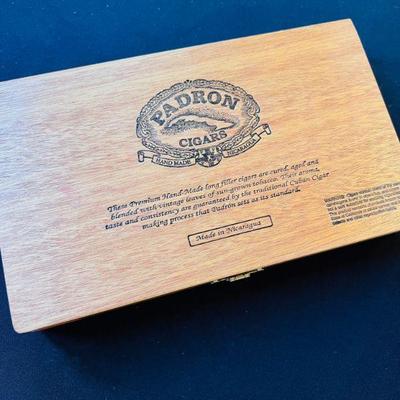 PADRON
CIGARS
HAND MADE
NICARAGUA
These Premium Hand-Made long filler cigars are cured, aged and
blended with vintage leaves of sun-grown tobacco. Their aroma,
taste and consistency are guaranteed by the traditional Cuban Cigar
making process that Padrón sets as its standard.
Made in Nicaragua
WARNING: